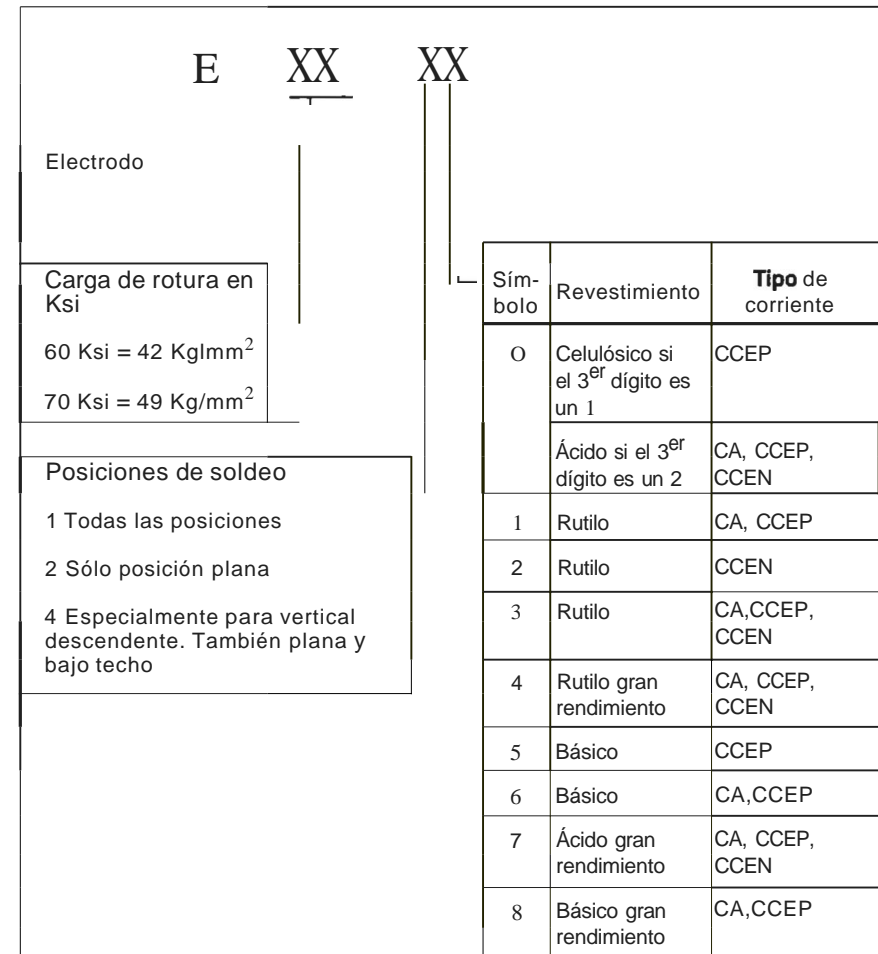 E XX XX
Electrodo
Carga de rotura en
Ksi
60 Ksi = 42 KgImm2
70 Ksi = 49 Kg/mm2
Posiciones de soldeo
1 Todas las posiciones
2 Sólo posición plana
4 Especialmente para vertical
descendente. También plana y
bajo techo
Sím-
bolo
Revestimiento
Tipo de
corriente
O
Celulósico si
el 3er dígito es
un 1
CCEP
Ácido si el 3er
dígito es un 2
CA, CCEP,
CCEN
1 Rutilo CA, CCEP
2 Rutilo CCEN
3 Rutilo CA,CCEP,
CCEN
4 Rutilo gran
rendimiento
CA, CCEP,
CCEN
5 Básico CCEP
6 Básico CA,CCEP
7 Ácido gran
rendimiento
CA, CCEP,
CCEN
8 Básico gran
rendimiento
CA,CCEP